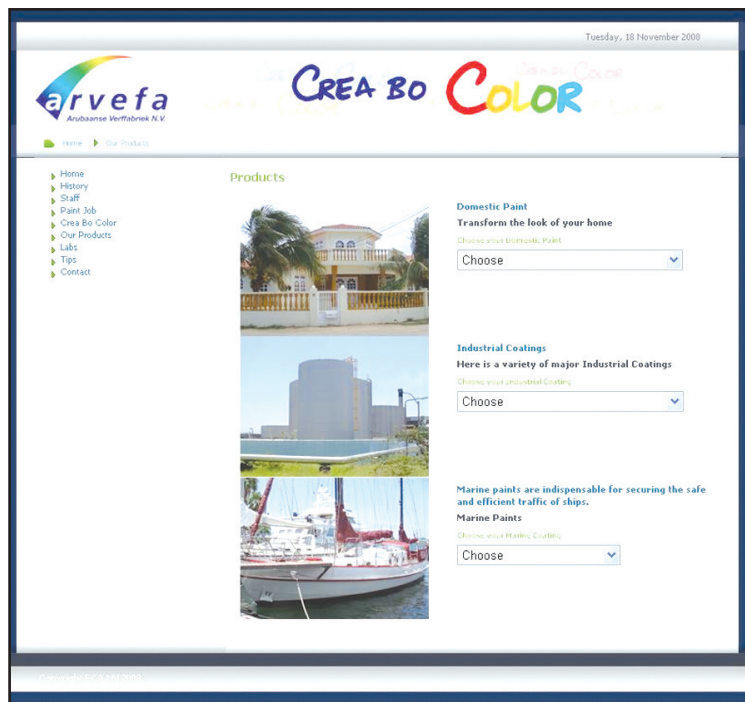 Tuesday, 18 November 2008
arvefa
Arubaanse Verffabriek N.V.
CREA BO COLOR
Home Our Products
Home
History
Staff
Paint Job
Crea Bo Color
Our Products
Labs
Tips
Contact
Products
Domestic Paint
Transform the look of your home
Choose your Domestic Paint
Choose
Industrial Coatings
Here is a variety of major Industrial Coatings
Choose your Industrial Coating
Choose
Marine paints are indispensable for securing the safe
and efficient traffic of ships.
Marine Paints
Choose your Marine Coating
Choose